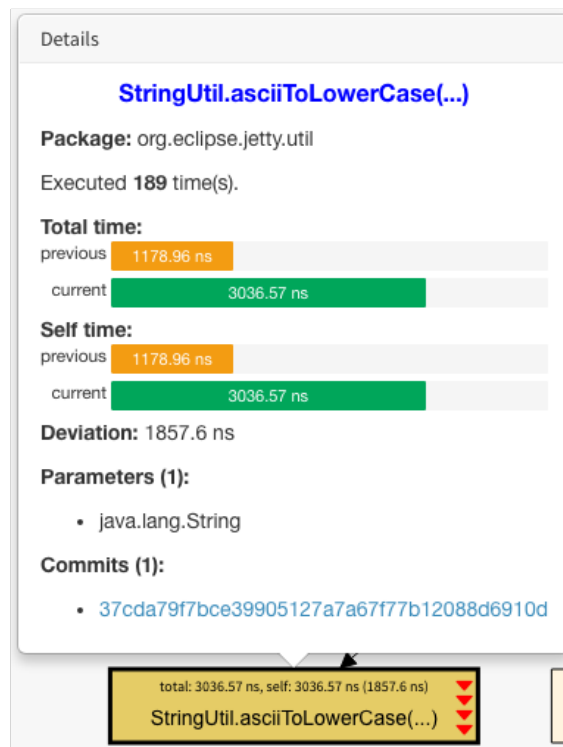 Details
StringUtil.asciiToLowerCase(...)
Package: org.eclipse.jetty.util
Executed 189 time(s).
Total time:
previous 1178.96 ns
current 3036.57 ns
Self time:
previous 1178.96 ns
current 3036.57 ns
Deviation: 1857.6 ns
Parameters (1):
• java.lang.String
Commits (1):
• 37cda79f7bce39905127a7a67f77b12088d6910d
total: 3036.57 ns, self: 3036.57 ns (1857.6 ns)
StringUtil.asciiToLowerCase(...)